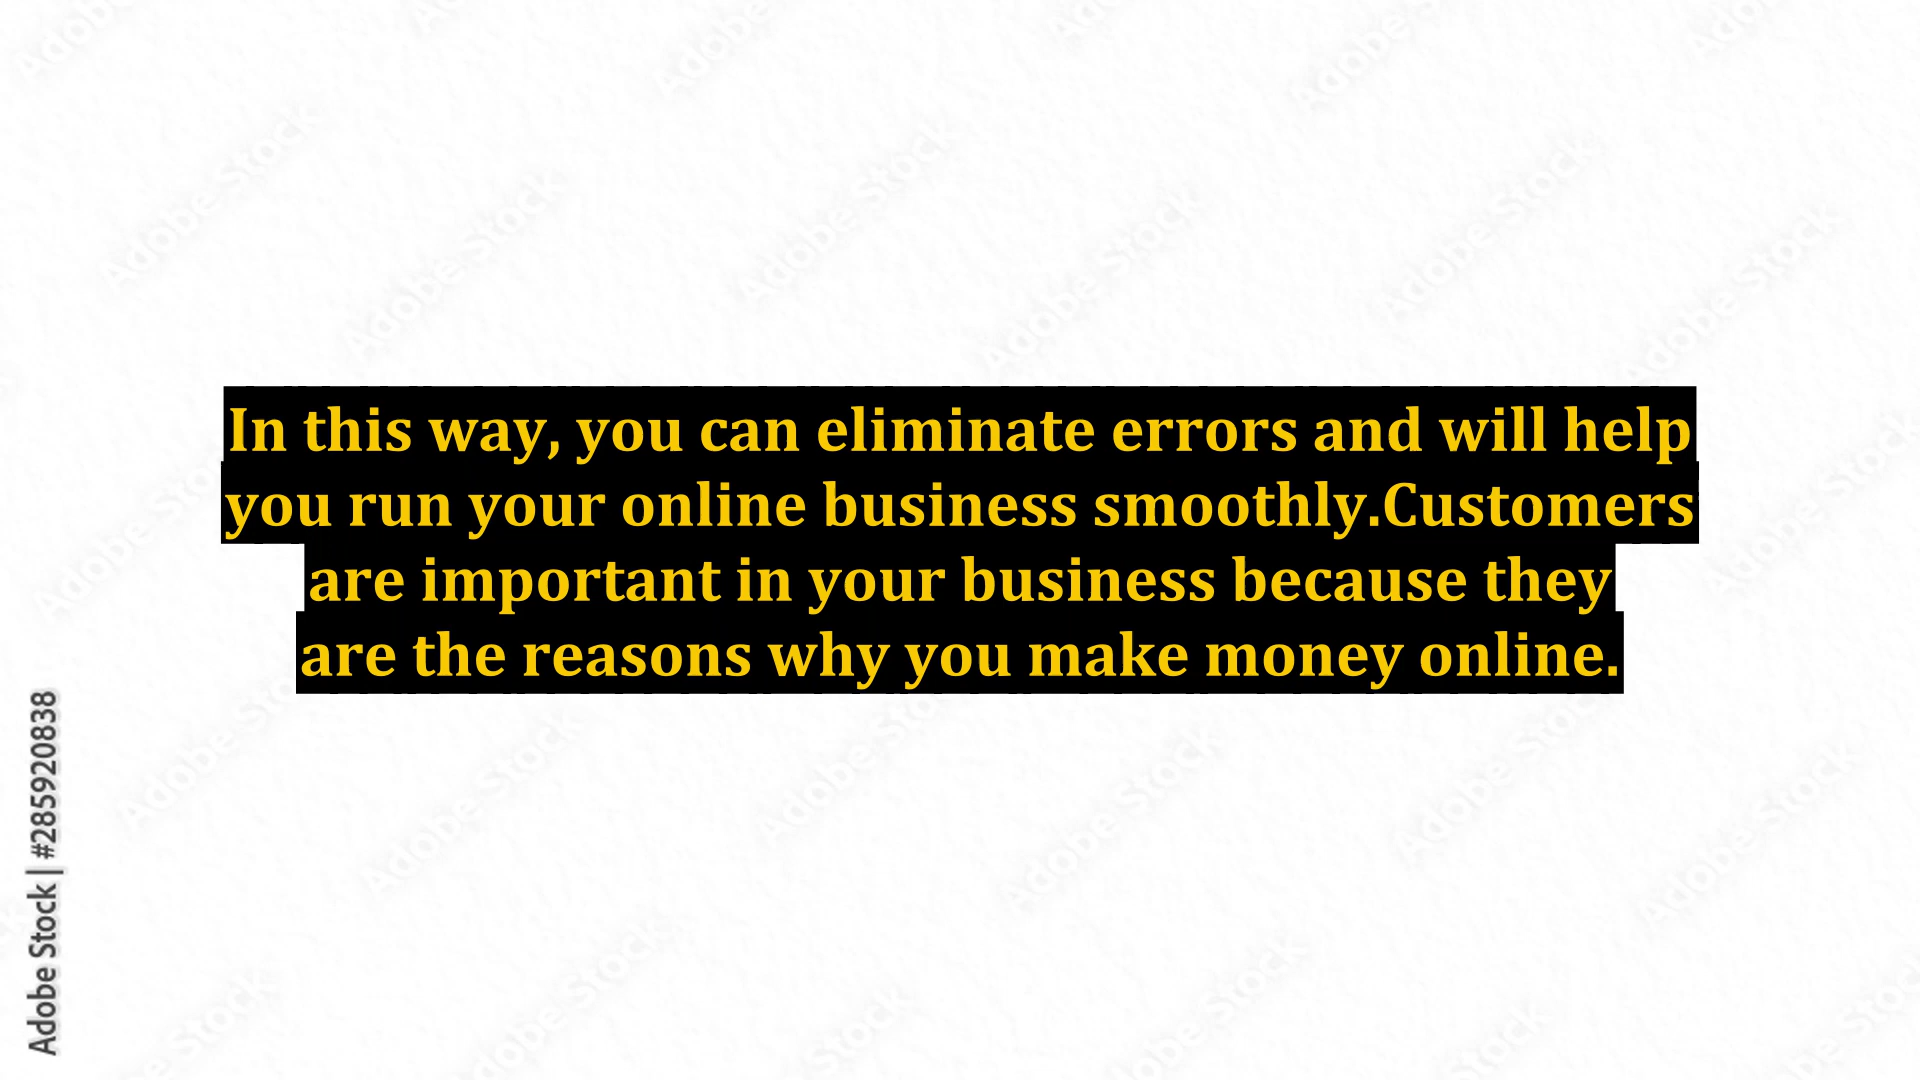 In this way, you can eliminate errors and will help
you run your online business smoothly.Customers
are important in your business because they
are the reasons why you make money online.
Adobe Stock | #285920838